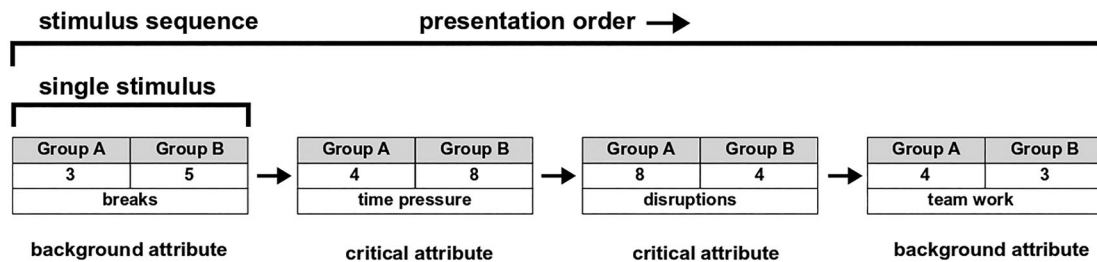 stimulus sequence presentation order
single stimulus
Group A Group B Group A Group B Group A Group B Group A Group B
3 5 4 8 8 4 4 3
breaks time pressure disruptions team work
background attribute critical attribute critical attribute background attribute